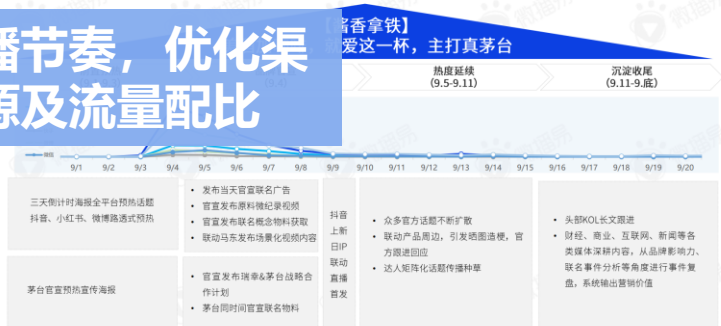 播节奏，优化渠
源及流量配比
【酱香拿铁】
就爱这一杯，主打真茅台
热度延续
(9.5-9.11)
沉淀收尾
(9.11-9.底)
9/1 9/2 9/3 9/4 9/5 9/6 9/7 9/8 9/9 9/10 9/11 9/12 9/13 9/14 9/15 9/16 9/17 9/18 9/19 9/20
三天倒计时海报全平台预热话题
抖音、小红书、微博路透式预热
茅台官宣预热宣传海报
• 发布当天官宣联名广告
• 官宣发布原料微纪录视频
• 官宣发布联名概念物料获取
• 联动马东发布场景化视频内容
• 官宣发布瑞幸&茅台战略合
作计划
• 茅台同时间官宣联名物料
抖音
上新
日IP
联动
直播
首发
• 众多官方话题不断扩散
• 联动产品周边，引发晒图造梗，官
方跟进回应
• 达人矩阵化话题传播种草
• 头部KOL长文跟进
• 财经、商业、互联网、新闻等各
类媒体深耕内容，从品牌影响力、
联名事件分析等角度进行事件复
盘，系统输出营销价值